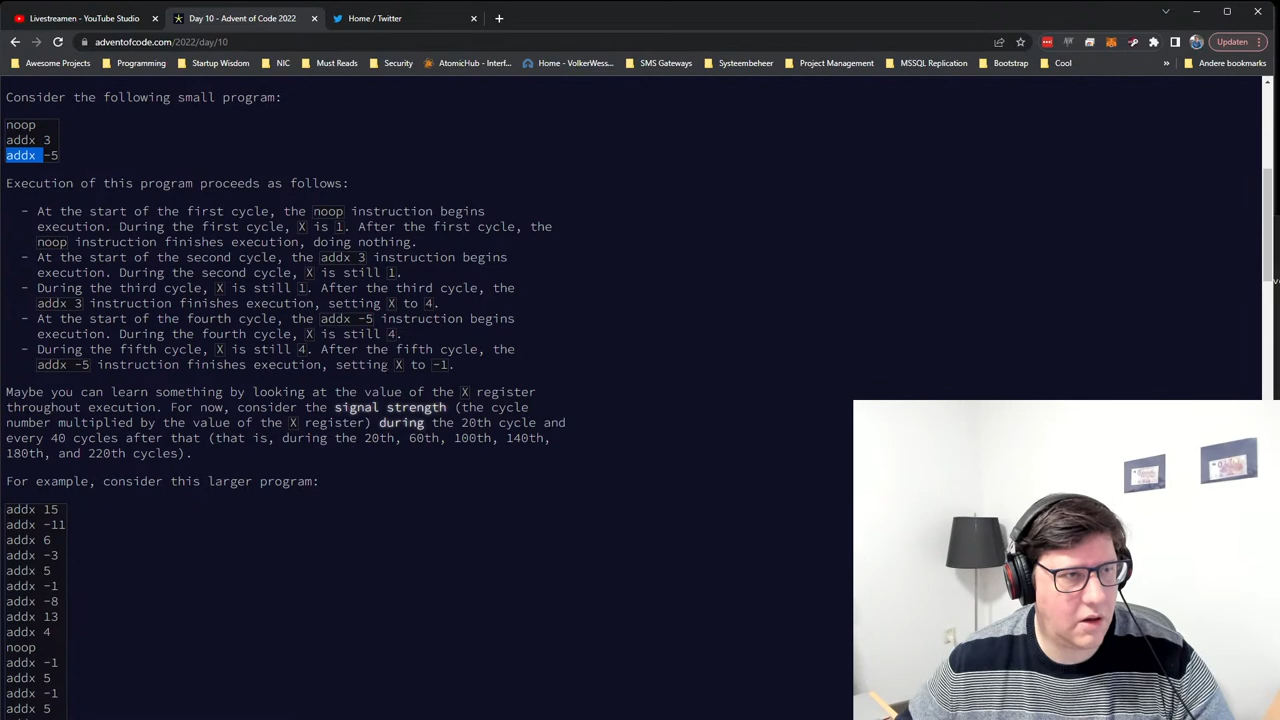 Livestreamen - YouTube Studio
Day 10 - Advent of Code 2022
Home / Twitter
adventofcode.com/2022/day/10
Updaten
Awesome Projects
Programming
Startup Wisdom
NIC
Must Reads
Security
AtomicHub - Interf...
Home - VolkerWess...
SMS Gateways
Systeembeheer
Project Management
MSSQL Replication
Bootstrap
Cool
»
Andere bookmarks
Consider the following small program:
noop
addx 3
addx -5
Execution of this program proceeds as follows:
- At the start of the first cycle, the noop instruction begins
execution. During the first cycle, X is 1. After the first cycle, the
noop instruction finishes execution, doing nothing.
- At the start of the second cycle, the addx 3 instruction begins
execution. During the second cycle, X is still 1.
- During the third cycle, X is still 1. After the third cycle, the
addx 3 instruction finishes execution, setting X to 4.
- At the start of the fourth cycle, the addx -5 instruction begins
execution. During the fourth cycle, X is still 4.
- During the fifth cycle, X is still 4. After the fifth cycle, the
addx -5 instruction finishes execution, setting X to -1.
Maybe you can learn something by looking at the value of the X register
throughout execution. For now, consider the signal strength (the cycle
number multiplied by the value of the X register) during the 20th cycle and
every 40 cycles after that (that is, during the 20th, 60th, 100th, 140th,
180th, and 220th cycles).
For example, consider this larger program:
addx 15
addx -11
addx 6
addx -3
addx 5
addx -1
addx -8
addx 13
addx 4
noop
addx -1
addx 5
addx -1
addx 5